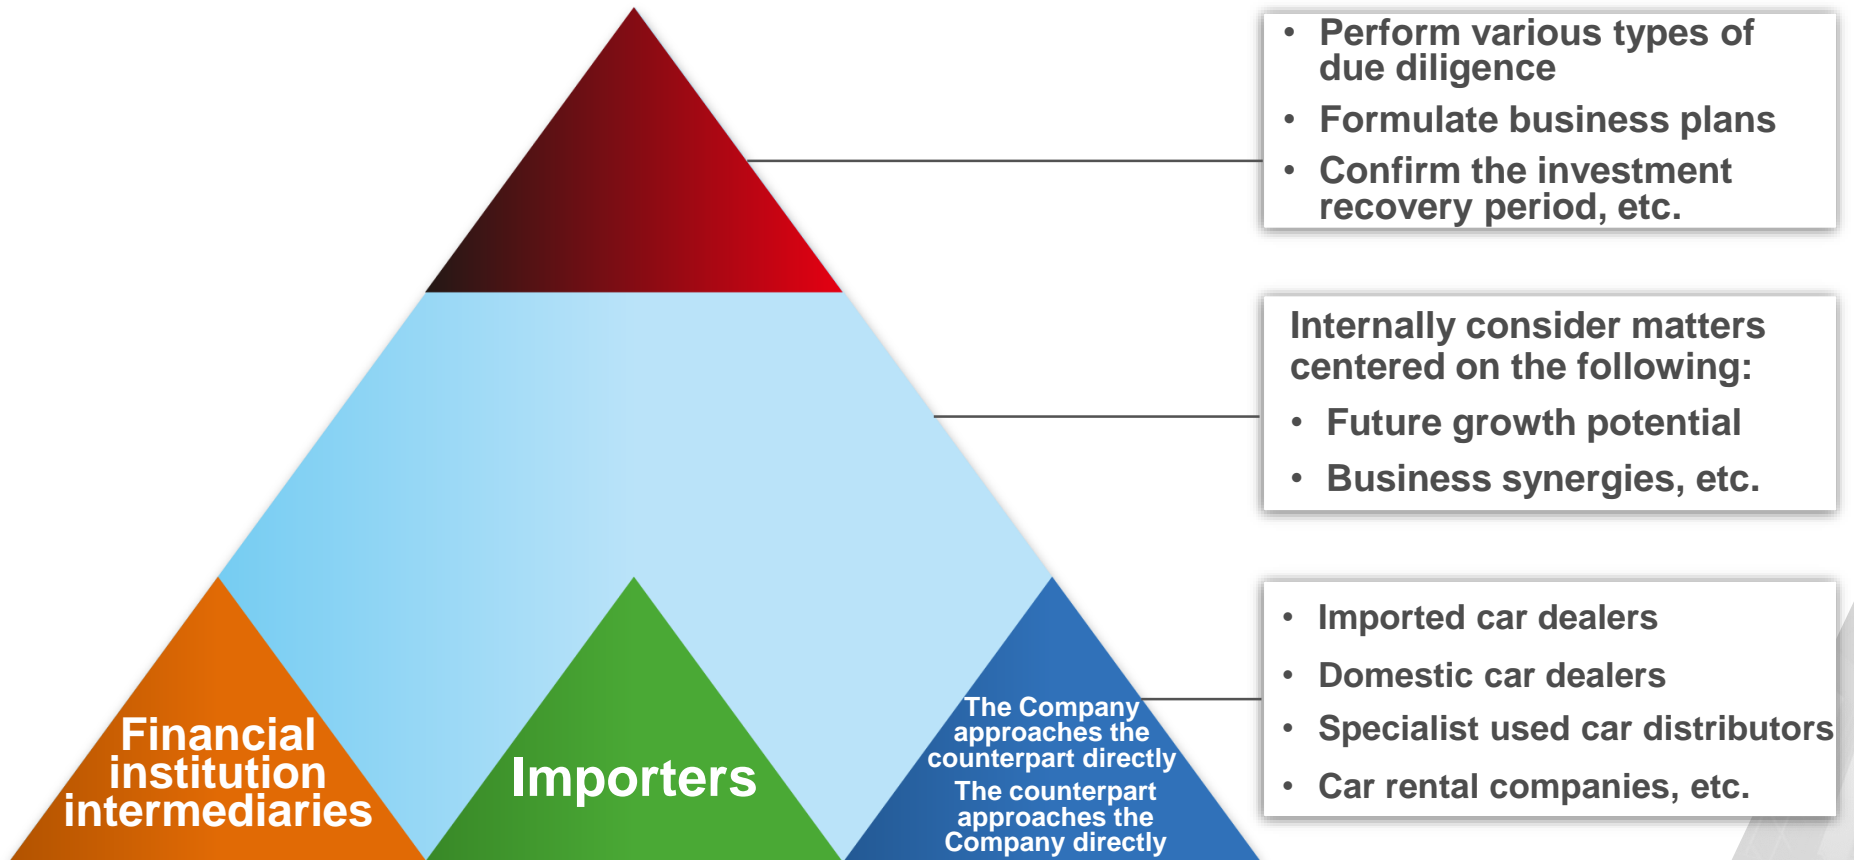 • Perform various types of
due diligence
• Formulate business plans
• Confirm the investment
recovery period, etc.
Internally consider matters
centered on the following:
• Future growth potential
• Business synergies, etc.
Financial
institution
intermediaries
Importers
The Company
approaches the
counterpart directly
The counterpart
approaches the
Company directly
• Imported car dealers
• Domestic car dealers
• Specialist used car distributors
• Car rental companies, etc.